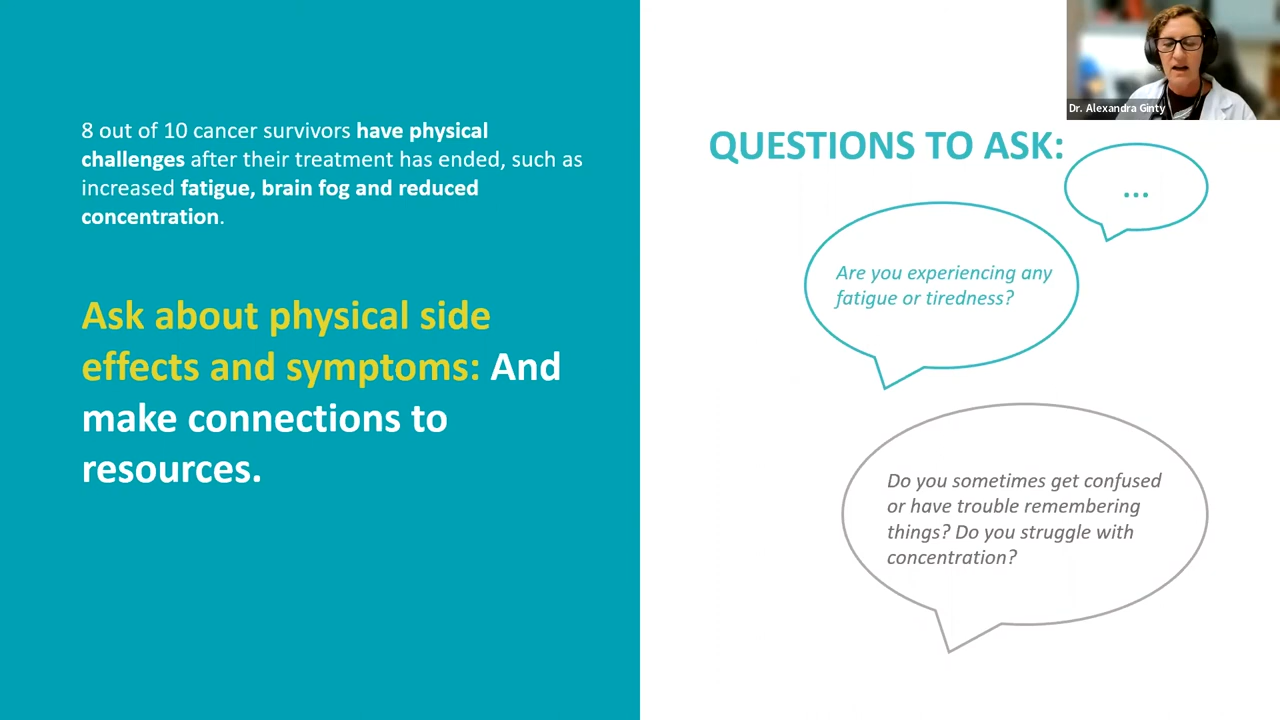 8 out of 10 cancer survivors have physical
challenges after their treatment has ended, such as
increased fatigue, brain fog and reduced
concentration.
Ask about physical side
effects and symptoms: And
make connections to
resources.
Dr. Alexandra Ginty
QUESTIONS TO ASK:
...
Are you experiencing any
fatigue or tiredness?
Do you sometimes get confused
or have trouble remembering
things? Do you struggle with
concentration?